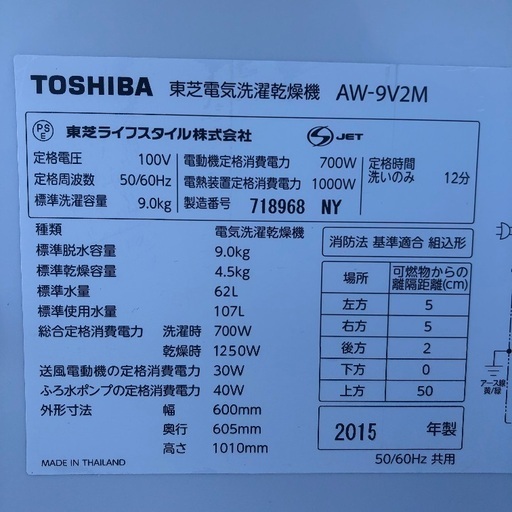 TOSHIBA 東芝電気洗濯乾燥機 AW-9V2M
PS E 東芝ライフスタイル株式会社 S JET
定格電圧 100V 電動機定格消費電力 700W 定格時間
定格周波数 50/60Hz 電熱装置定格消費電力 1000W 洗いのみ 12分
標準洗濯容量 9.0kg 製造番号 718968 NY
種類 電気洗濯乾燥機
標準脱水容量 9.0kg
標準乾燥容量 4.5kg
標準水量 62L
標準使用水量 107L
総合定格消費電力 洗濯時 700W
乾燥時 1250W
送風電動機の定格消費電力 30W
ふろ水ポンプの定格消費電力 40W
外形寸法 幅 600mm
奥行 605mm
高さ 1010mm
MADE IN THAILAND
消防法 基準適合 組込形
場所 可燃物からの
離隔距離(cm)
左方 5
右方 5
後方 2
下方 0
上方 50
2015 年製
50/60Hz 共用
アース線
黄/緑